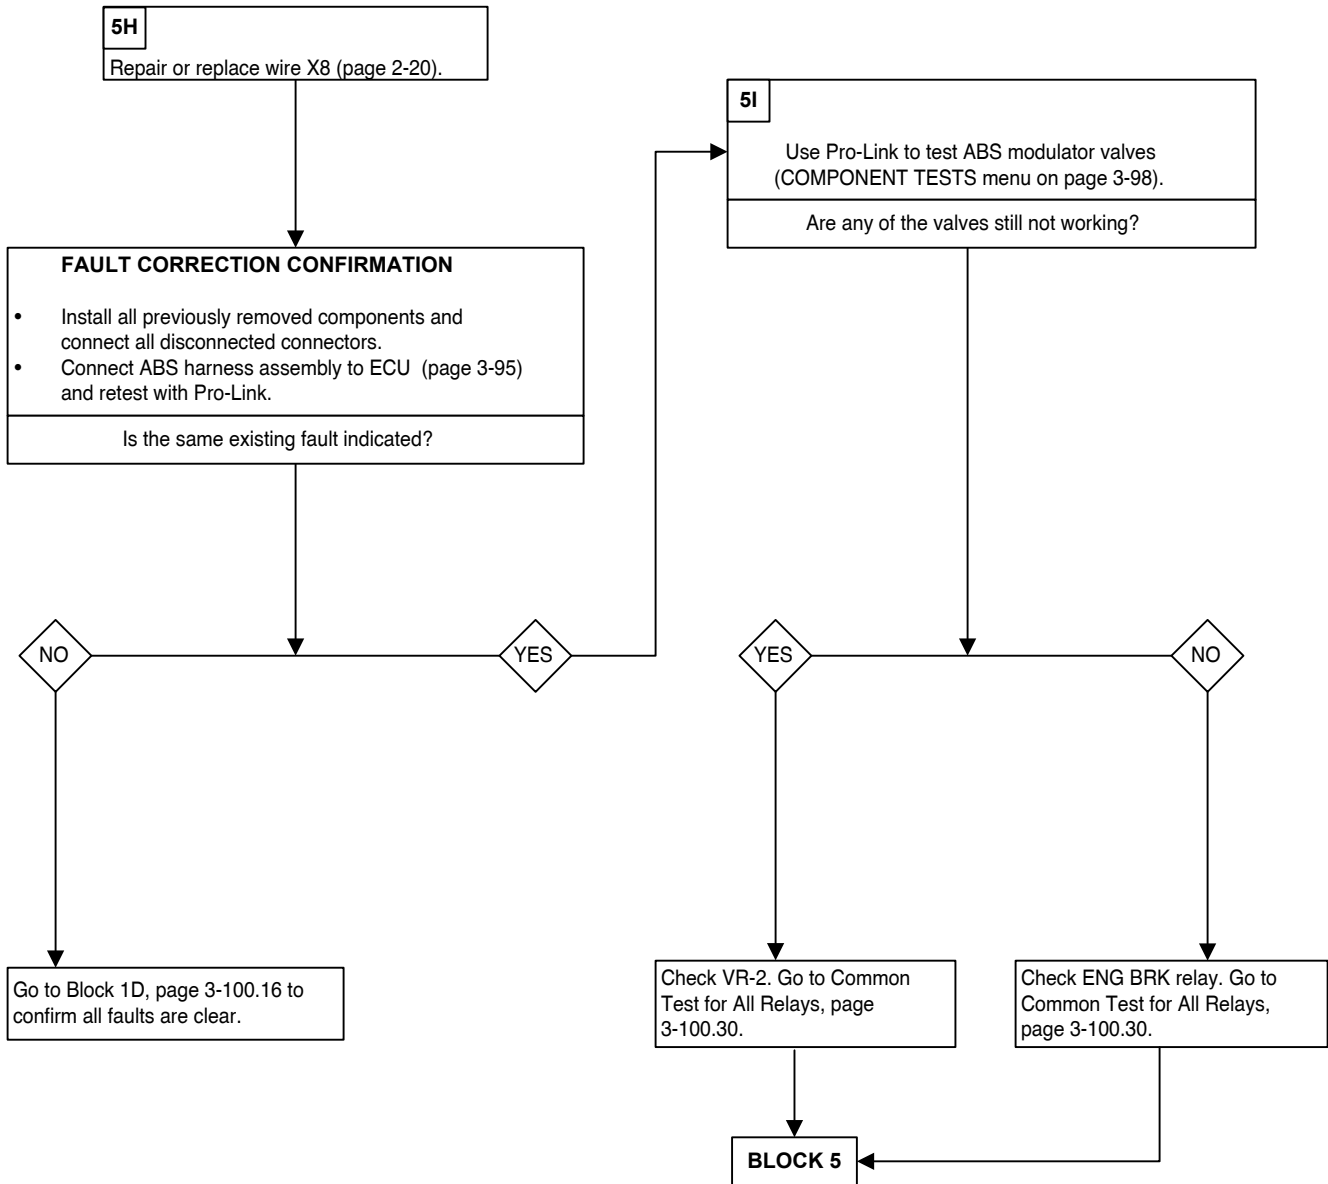 5H
Repair or replace wire X8 (page 2-20).
5I
Use Pro-Link to test ABS modulator valves
(COMPONENT TESTS menu on page 3-98).
Are any of the valves still not working?
FAULT CORRECTION CONFIRMATION
• Install all previously removed components and
connect all disconnected connectors.
• Connect ABS harness assembly to ECU (page 3-95)
and retest with Pro-Link.
Is the same existing fault indicated?
NO
YES
YES
NO
Go to Block 1D, page 3-100.16 to
confirm all faults are clear.
Check VR-2. Go to Common
Test for All Relays, page
3-100.30.
Check ENG BRK relay. Go to
Common Test for All Relays,
page 3-100.30.
BLOCK 5